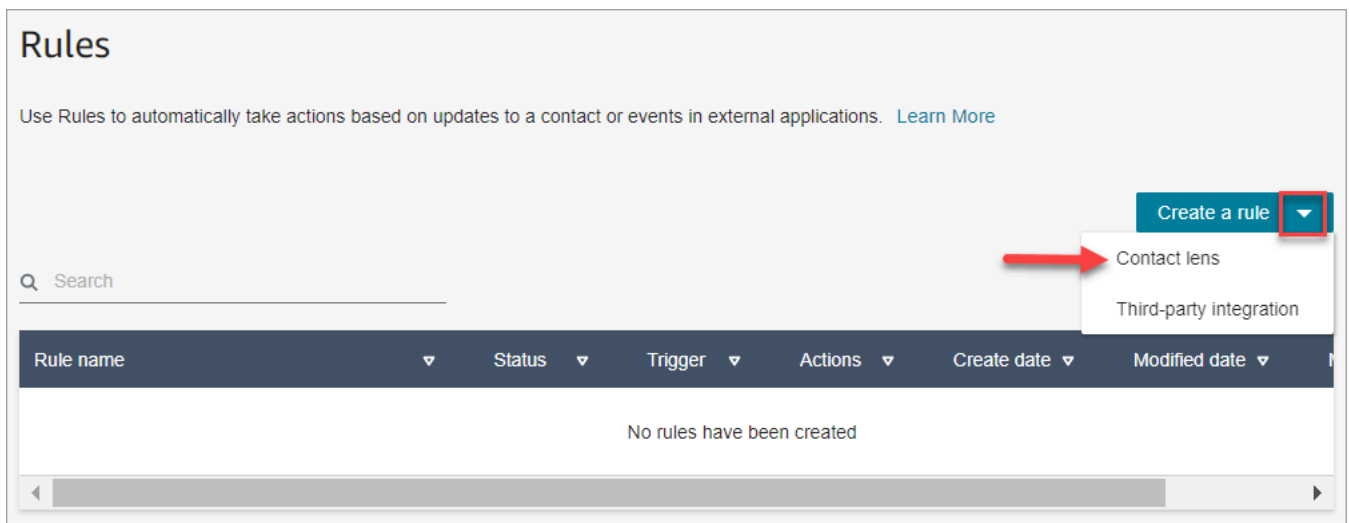 Rules
Use Rules to automatically take actions based on updates to a contact or events in external applications. Learn More
Create a rule
Contact lens
Search
Third-party integration
Rule name Status Trigger Actions Create date Modified date
No rules have been created